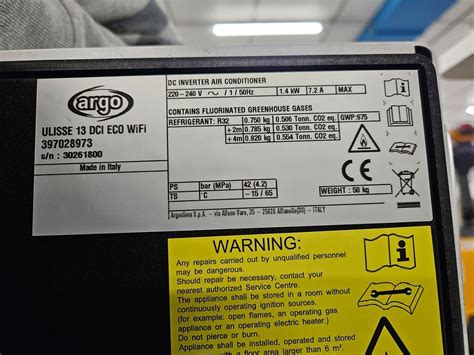 argo
ULISSE 13 DCI ECO WiFi
397028973
s/n : 30261800
Made in Italy
DC INVERTER AIR CONDITIONER
220-240 V ~ / 1 / 50Hz 1.4 kW 7.2 A MAX
CONTAINS FLUORINATED GREENHOUSE GASES
REFRIGERANT: R32 0.750 kg 0.506 Tonn. CO2 eq. GWP:675
+2m 0.785 kg 0.530 Tonn. CO2 eq.
+4m 0.820 kg 0.554 Tonn. CO2 eq.
PS bar (MPa) 42 (4.2)
TS °C -15 / 65
CE
WEIGHT : 50 kg
Argoclima S.p.A. - via Alfeno Varo, 35 - 25020 Alfianello(BS) - ITALY
WARNING:
Any repairs carried out by unqualified personnel
may be dangerous.
Should repair be necessary, contact your
nearest authorized Service Centre.
The appliance shall be stored in a room without
continuously operating ignition sources.
(for example: open flames, an operating gas
appliance or an operating electric heater.)
Do not pierce or burn.
Appliance shall be installed, operated and stored
with a floor area larger than 6 m².